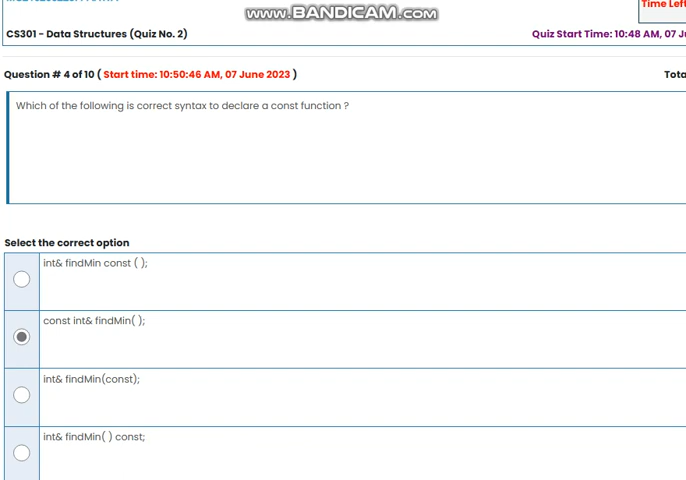 www.BANDICAM.com
Time Left
CS301 - Data Structures (Quiz No. 2)
Quiz Start Time: 10:48 AM, 07 J
Question # 4 of 10 ( Start time: 10:50:46 AM, 07 June 2023 )
Tota
Which of the following is correct syntax to declare a const function ?
Select the correct option
int& findMin const ( );
const int& findMin( );
int& findMin(const);
int& findMin( ) const;